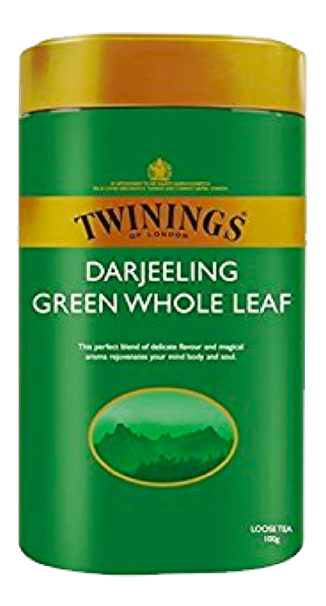 TWININGS®
OF LONDON
DARJEELING
GREEN WHOLE LEAF
This perfect blend of delicate flavour and magical
aroma rejuvenates your mind body and soul.
LOOSE TEA
100g